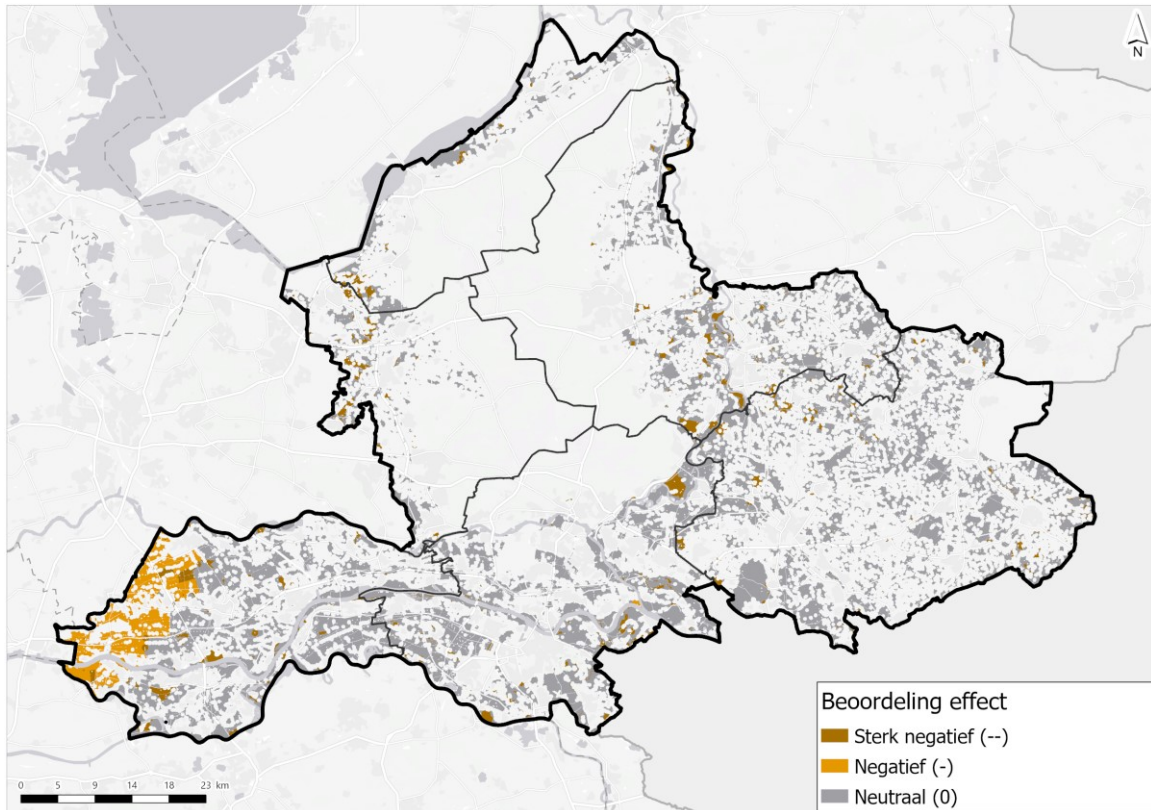 N
Beoordeling effect
Sterk negatief (--)
Negatief (-)
Neutraal (0)
0 5 9 14 18 23 km